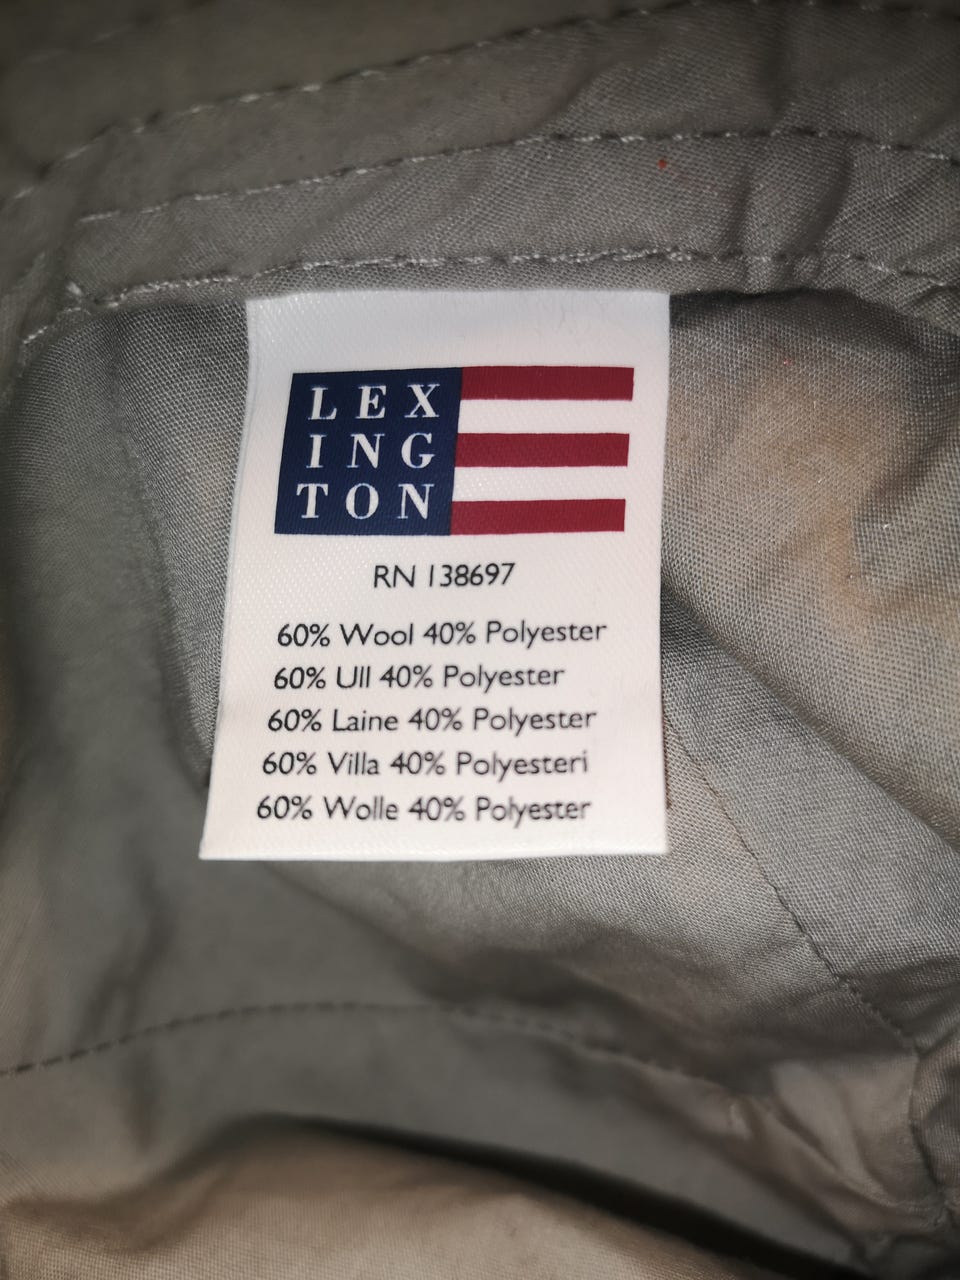 LEX
ING
TON
RN 138697
60% Wool 40% Polyester
60% Ull 40% Polyester
60% Laine 40% Polyester
60% Villa 40% Polyesteri
60% Wolle 40% Polyester